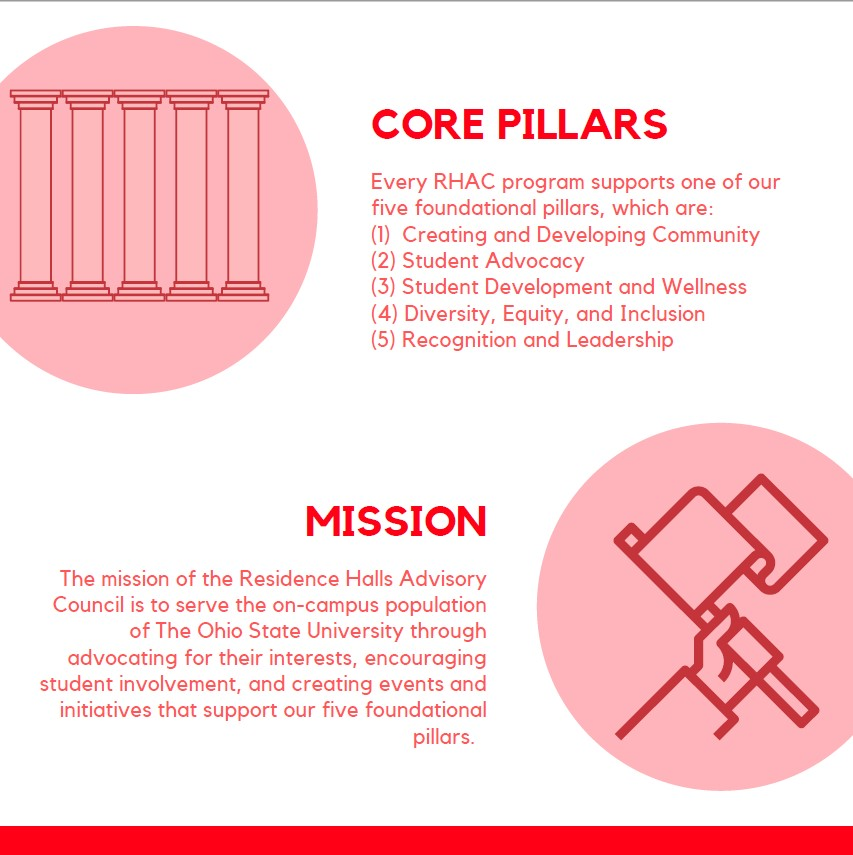 CORE PILLARS
Every RHAC program supports one of our
five foundational pillars, which are:
(1)  Creating and Developing Community
(2) Student Advocacy
(3) Student Development and Wellness
(4) Diversity, Equity, and Inclusion
(5) Recognition and Leadership
MISSION
The mission of the Residence Halls Advisory
Council is to serve the on-campus population
of The Ohio State University through
advocating for their interests, encouraging
student involvement, and creating events and
initiatives that support our five foundational
pillars.